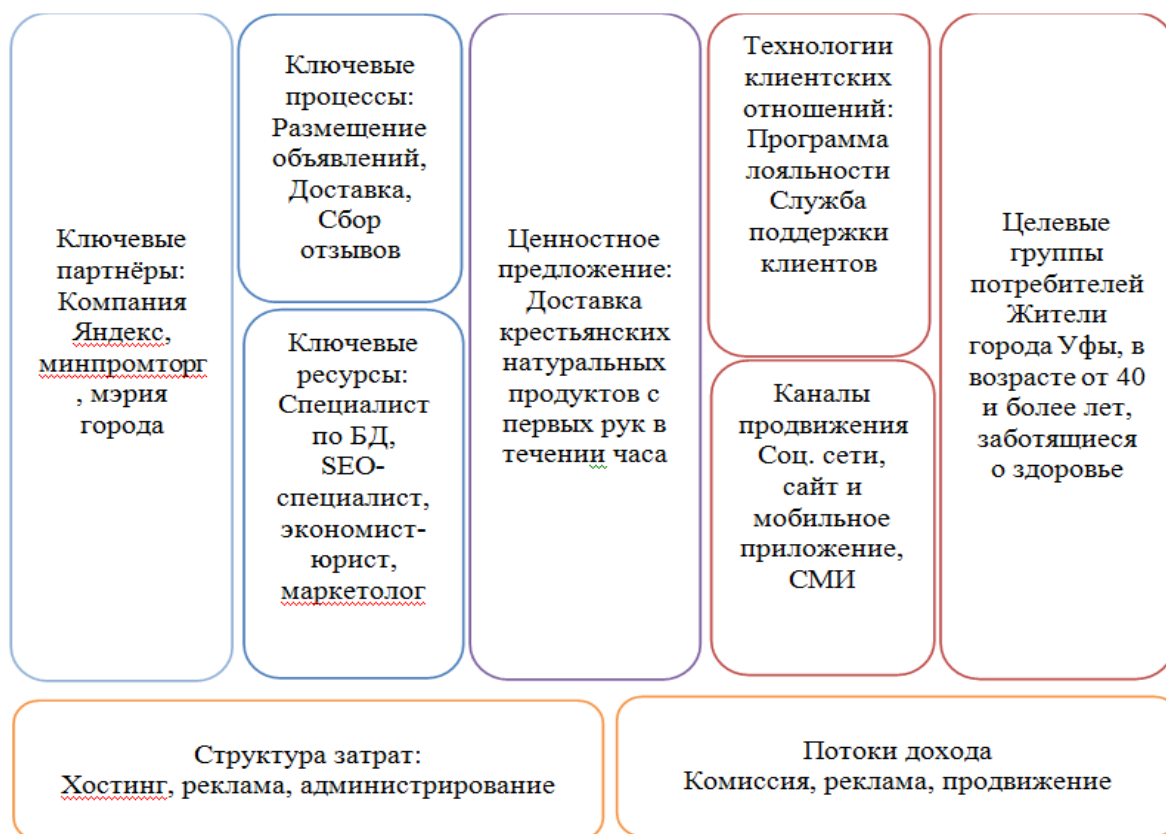 Ключевые
партнёры:
Компания
Яндекс,
минпромторг
, мэрия
города
Ключевые
процессы:
Размещение
объявлений,
Доставка,
Сбор
отзывов
Ключевые
ресурсы:
Специалист
по БД,
SEO-
специалист,
экономист-
юрист,
маркетолог
Ценностное
предложение:
Доставка
крестьянских
натуральных
продуктов с
первых рук в
течении часа
Технологии
клиентских
отношений:
Программа
лояльности
Служба
поддержки
клиентов
Каналы
продвижения
Соц. сети,
сайт и
мобильное
приложение,
СМИ
Целевые
группы
потребителей
Жители
города Уфы, в
возрасте от 40
и более лет,
заботящиеся
о здоровье
Структура затрат:
Хостинг, реклама, администрирование
Потоки дохода
Комиссия, реклама, продвижение